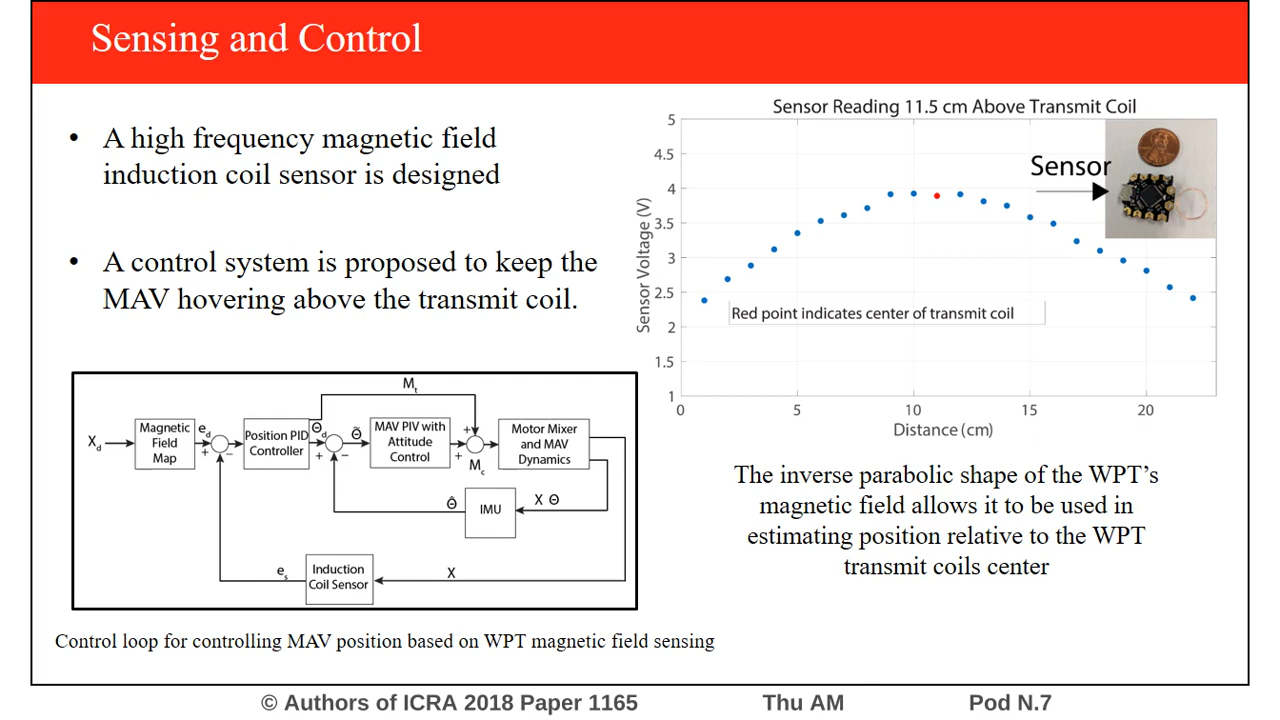 Sensing and Control
• A high frequency magnetic field
induction coil sensor is designed
• A control system is proposed to keep the
MAV hovering above the transmit coil.
Sensor Reading 11.5 cm Above Transmit Coil
Sensor Voltage (V)
5
4.5
4
3.5
3
2.5
2
1.5
1
Sensor
Red point indicates center of transmit coil
0 5 10 15 20
Distance (cm)
The inverse parabolic shape of the WPT’s
magnetic field allows it to be used in
estimating position relative to the WPT
transmit coils center
M_t
X_d
Magnetic
Field
Map
e_d
+
−
Position PID
Controller
Θ_d
+
−
Θ̃
MAV PIV with
Attitude
Control
+
+
M_c
Motor Mixer
and MAV
Dynamics
Θ̂
IMU
X Θ
e_s
Induction
Coil Sensor
X
Control loop for controlling MAV position based on WPT magnetic field sensing
© Authors of ICRA 2018 Paper 1165 Thu AM Pod N.7